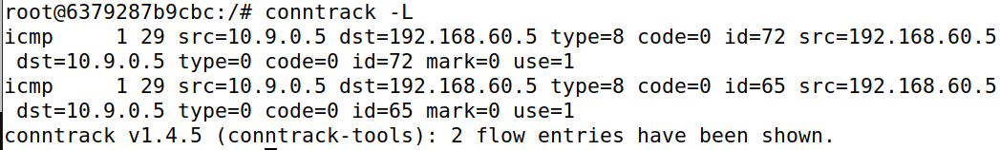 root@6379287b9cbc:/# conntrack -L
icmp     1 29 src=10.9.0.5 dst=192.168.60.5 type=8 code=0 id=72 src=192.168.60.5
 dst=10.9.0.5 type=0 code=0 id=72 mark=0 use=1
icmp     1 29 src=10.9.0.5 dst=192.168.60.5 type=8 code=0 id=65 src=192.168.60.5
 dst=10.9.0.5 type=0 code=0 id=65 mark=0 use=1
conntrack v1.4.5 (conntrack-tools): 2 flow entries have been shown.